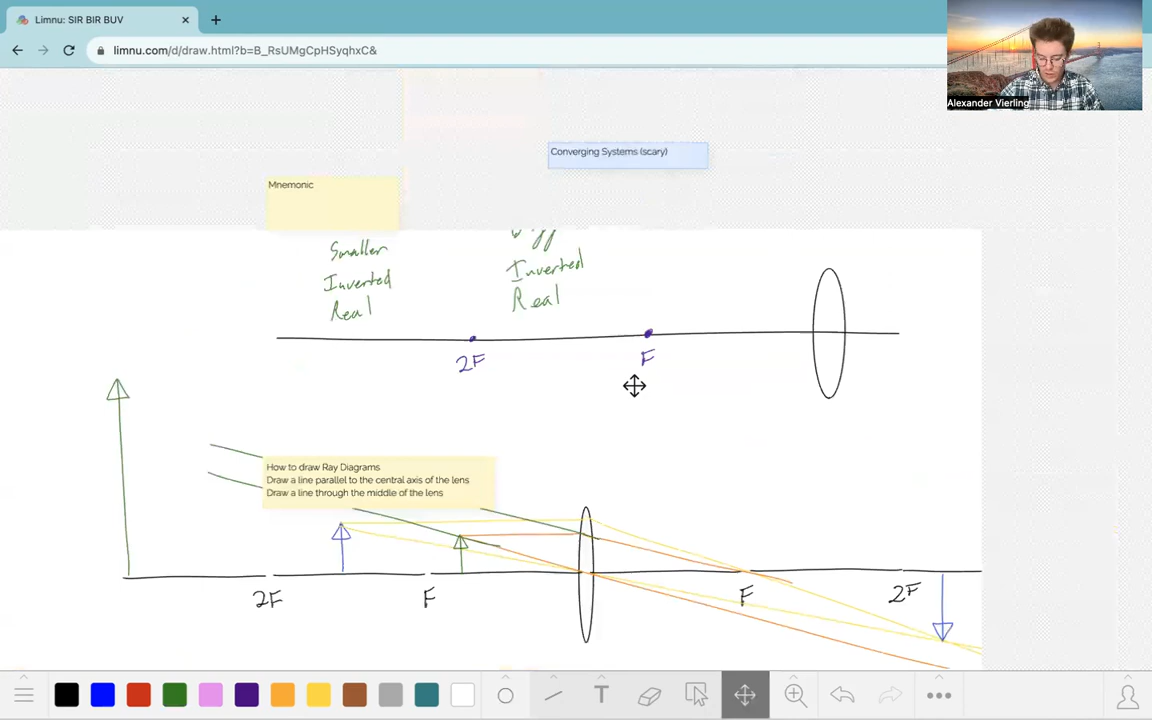 Limnu: SIR BIR BUV
limnu.com/d/draw.html?b=B_RsUMgCpHSyqhxC&
Alexander Vierling
Converging Systems (scary)
Mnemonic
Smaller
Inverted
Real
Inverted
Real
2F
F
How to draw Ray Diagrams
Draw a line parallel to the central axis of the lens
Draw a line through the middle of the lens
2F
F
F
2F
T